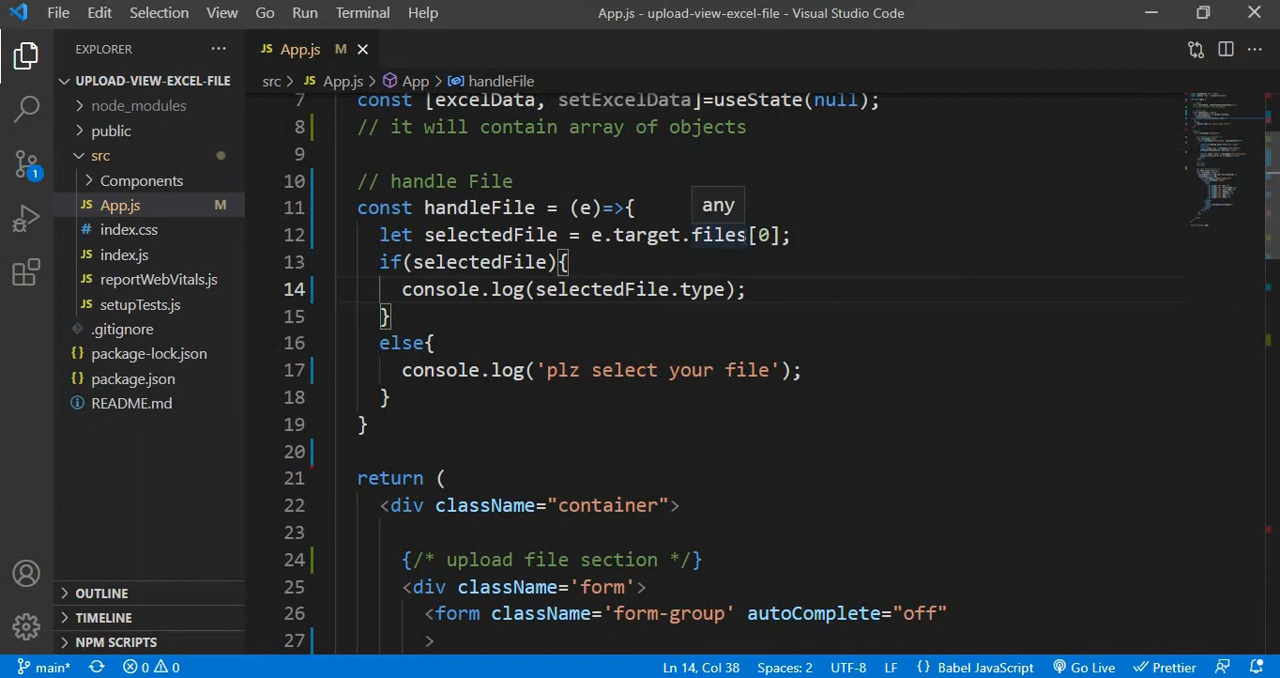 File Edit Selection View Go Run Terminal Help App.js - upload-view-excel-file - Visual Studio Code
EXPLORER
UPLOAD-VIEW-EXCEL-FILE
node_modules
public
src
Components
JS App.js M
# index.css
JS index.js
JS reportWebVitals.js
JS setupTests.js
.gitignore
{} package-lock.json
{} package.json
README.md
OUTLINE
TIMELINE
NPM SCRIPTS
1
JS App.js M
src > JS App.js > App > handleFile
7 const [excelData, setExcelData]=useState(null);
8 // it will contain array of objects
9
10 // handle File
11 const handleFile = (e)=>{
any
12 let selectedFile = e.target.files[0];
13 if(selectedFile){
14 console.log(selectedFile.type);
15 }
16 else{
17 console.log('plz select your file');
18 }
19 }
20
21 return (
22 <div className="container">
23
24 {/* upload file section */}
25 <div className='form'>
26 <form className='form-group' autoComplete="off"
27 >
main* 0 0 Ln 14, Col 38 Spaces: 2 UTF-8 LF {} Babel JavaScript Go Live Prettier